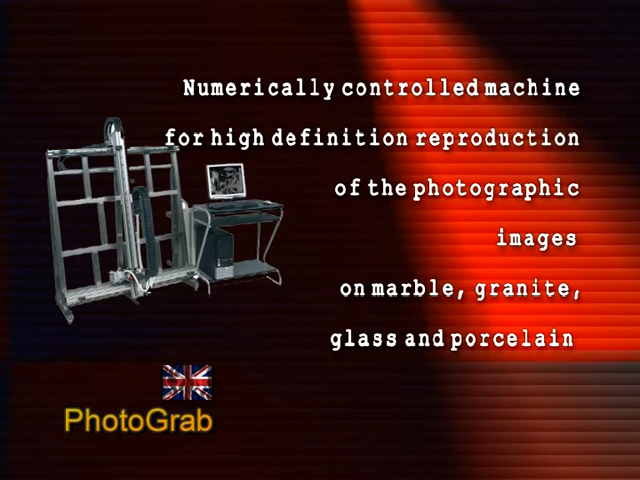 Numerically controlled machine
for high definition reproduction
of the photographic
images
on marble, granite,
glass and porcelain
PhotoGrab